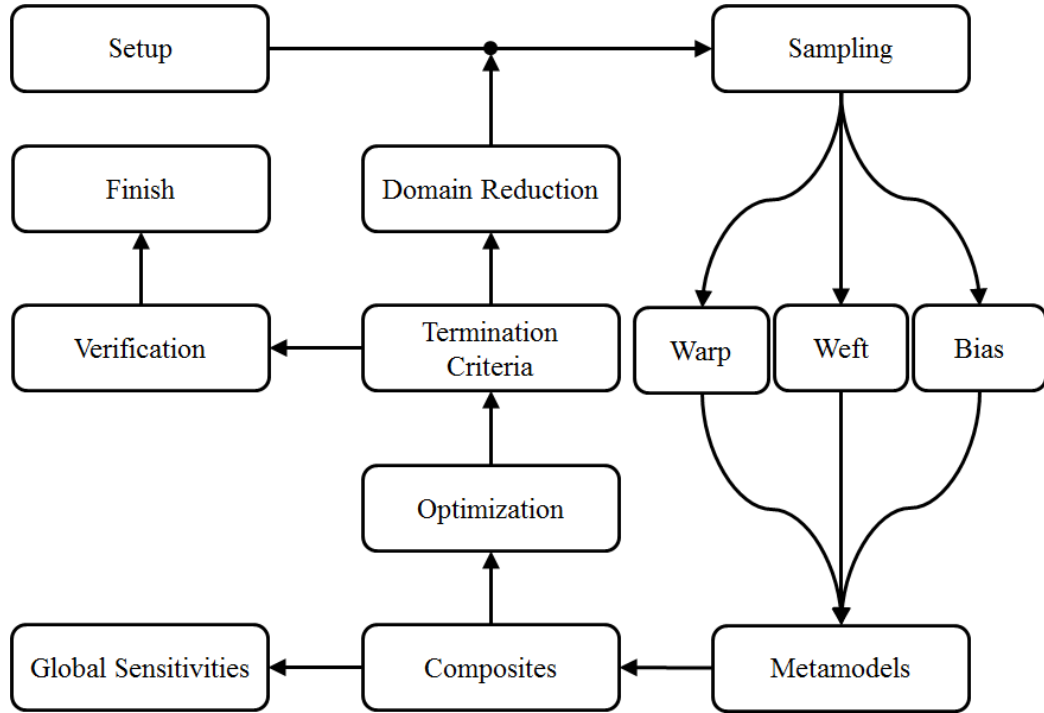 Setup
Sampling
Finish
Domain Reduction
Verification
Termination
Criteria
Warp
Weft
Bias
Optimization
Global Sensitivities
Composites
Metamodels